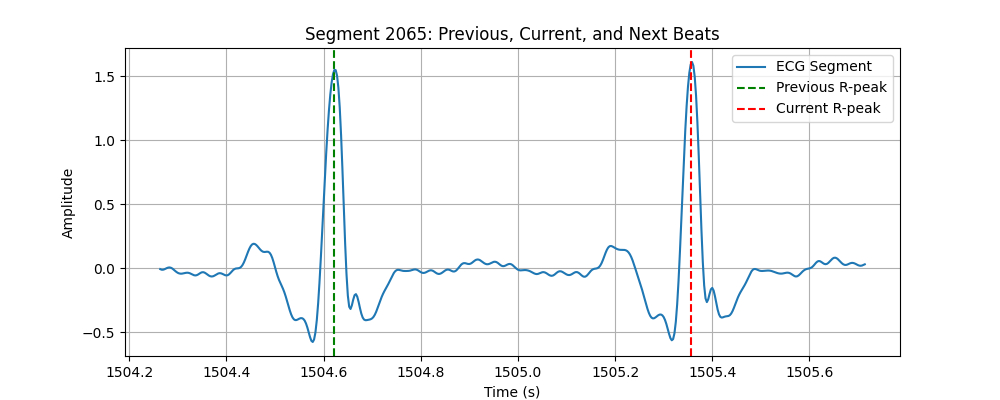 Segment 2065: Previous, Current, and Next Beats
ECG Segment
Previous R-peak
Current R-peak
Amplitude
1.5
1.0
0.5
0.0
−0.5
1504.2 1504.4 1504.6 1504.8 1505.0 1505.2 1505.4 1505.6
Time (s)